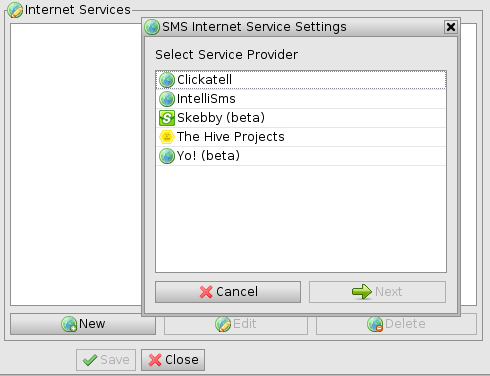 Internet Services
SMS Internet Service Settings
Select Service Provider
Clickatell
IntelliSms
Skebby (beta)
The Hive Projects
Yo! (beta)
Cancel
Next
New
Edit
Delete
Save
Close